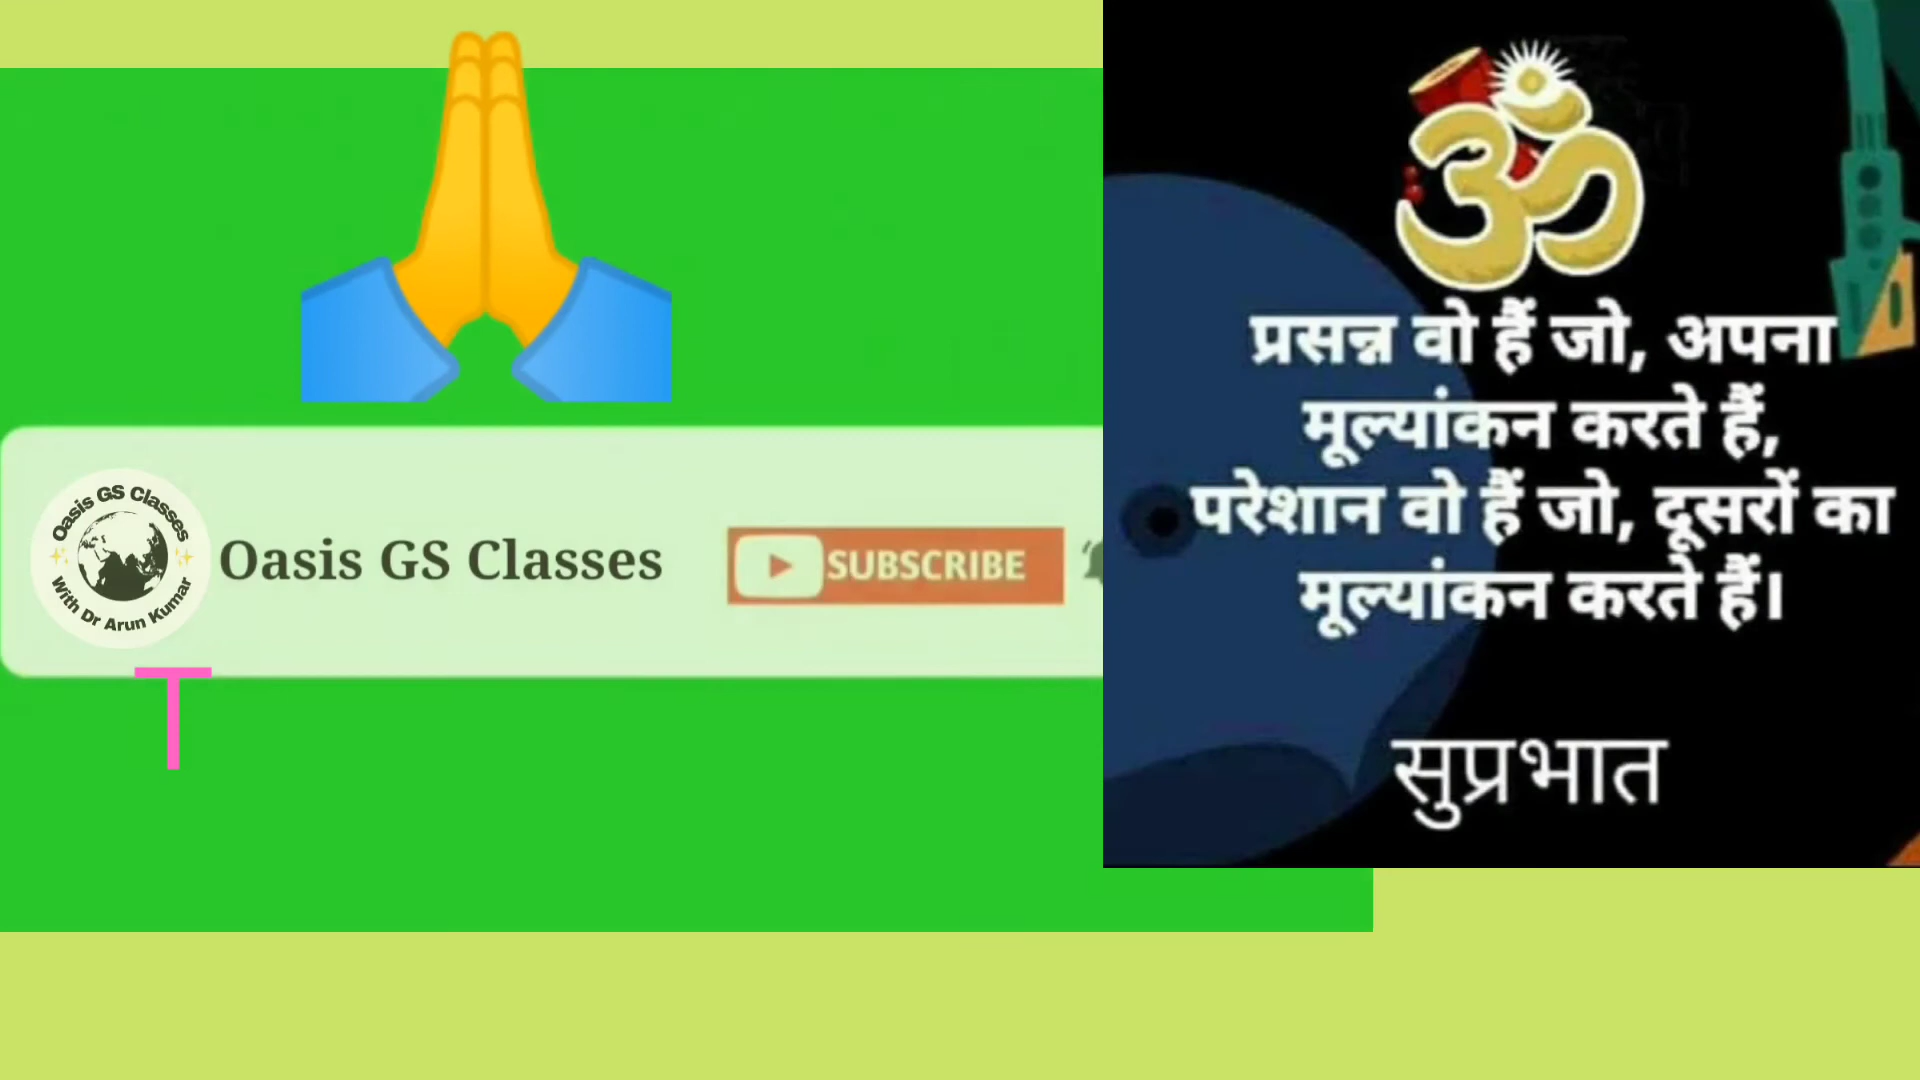 Oasis GS Classes
With Dr Arun Kumar
Oasis GS Classes
SUBSCRIBE
T
ॐ
प्रसन्न वो हैं जो, अपना
मूल्यांकन करते हैं,
परेशान वो हैं जो, दूसरों का
मूल्यांकन करते हैं।
सुप्रभात